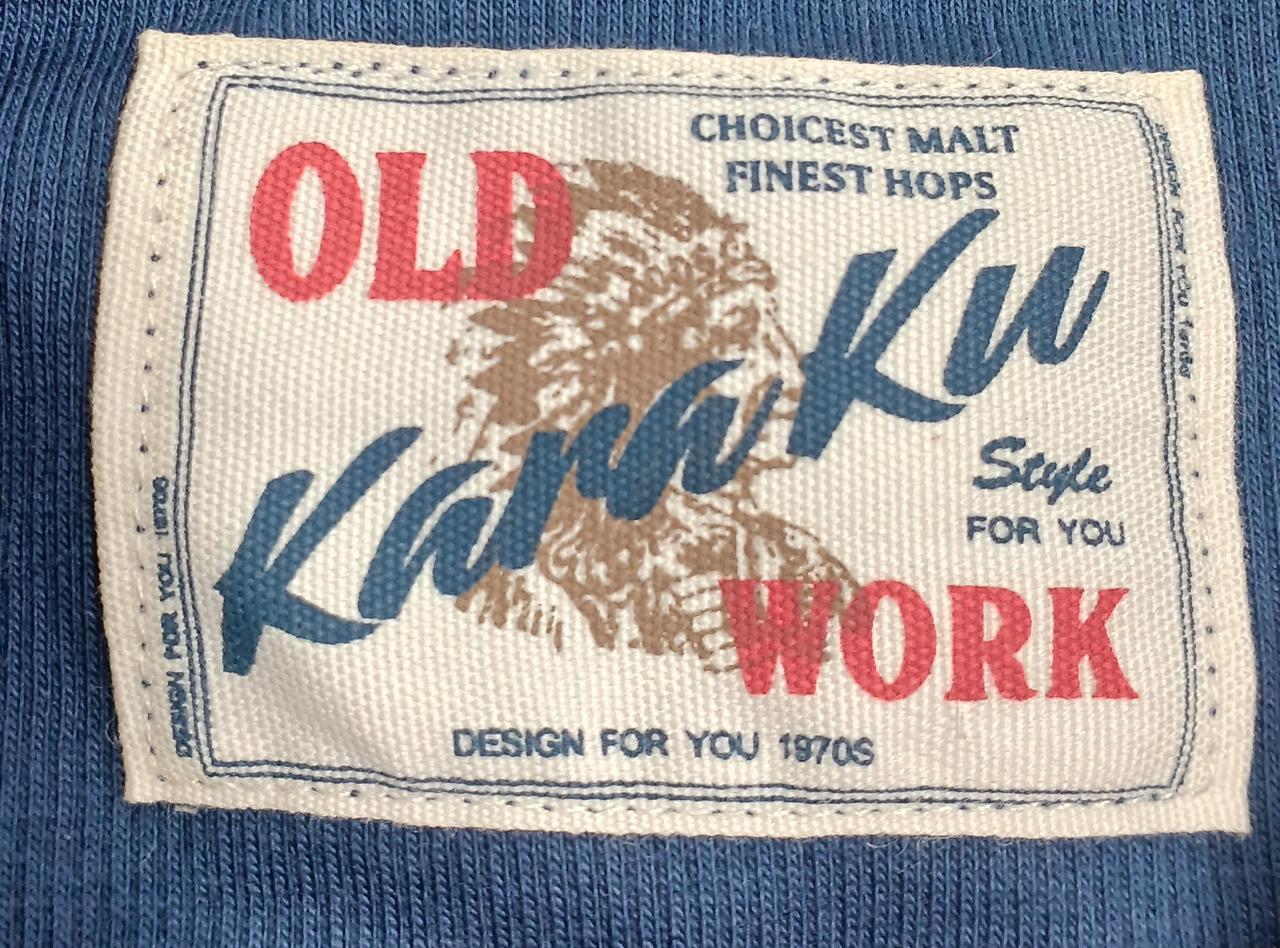 OLD
CHOICEST MALT
FINEST HOPS
KanaKu
Style
FOR YOU
WORK
DESIGN FOR YOU 1970S
DESIGN FOR YOU 1970S
DESIGN FOR YOU